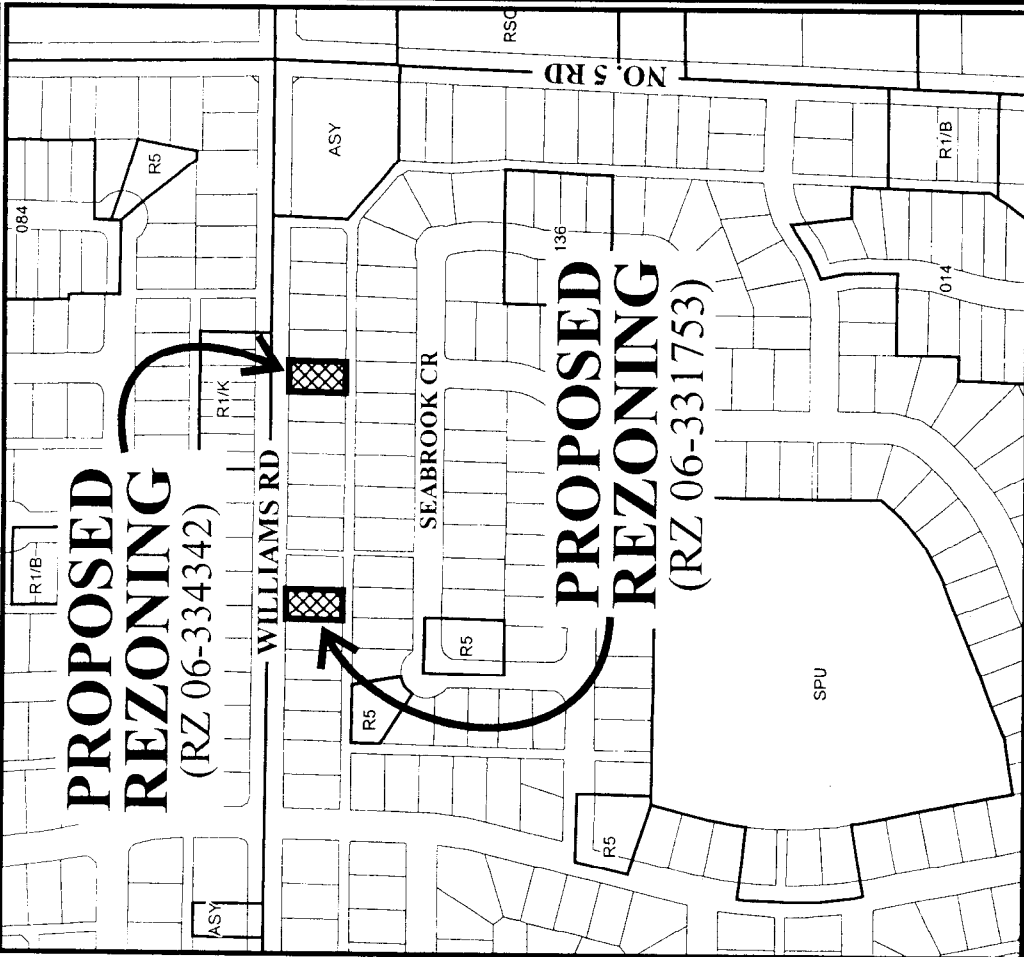 084
R5
ASY
RSC
NO. 5 RD
R1/B
R1/K
136
014
WILLIAMS RD
SEABROOK CR
R1/B
PROPOSED
REZONING
(RZ 06-334342)
PROPOSED
REZONING
(RZ 06-331753)
R5
R5
SPU
R5
ASY